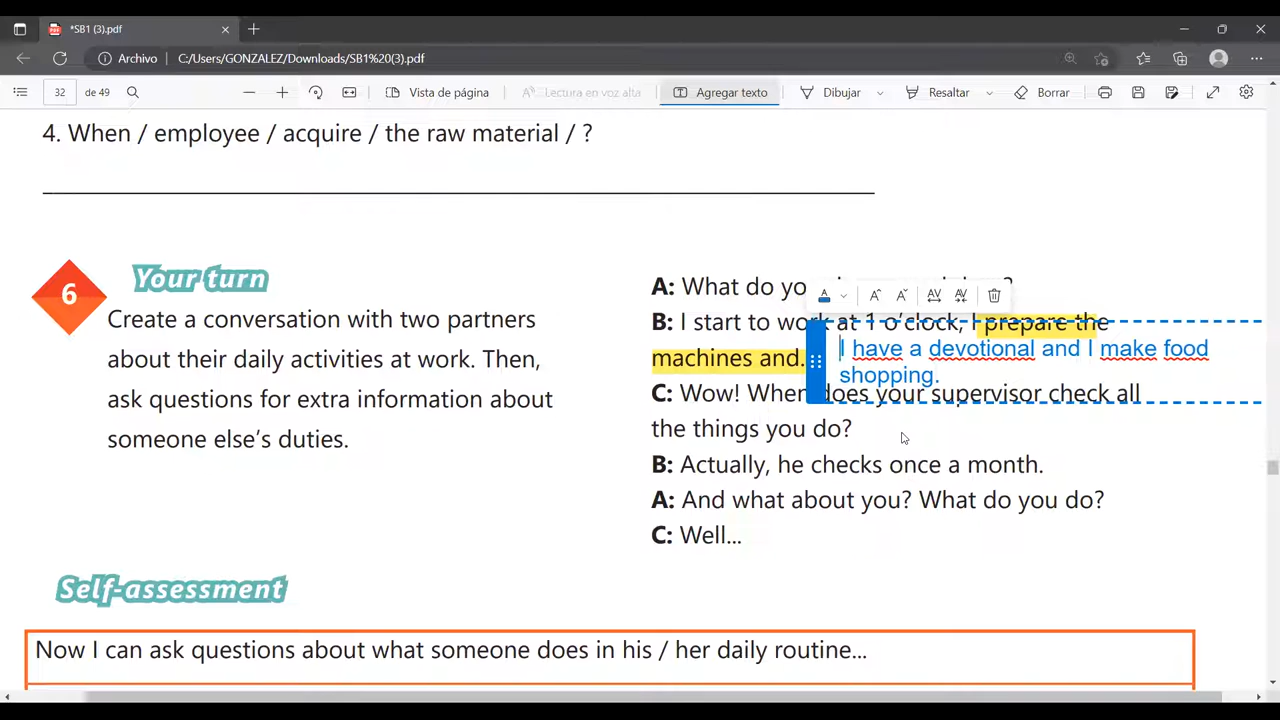 *SB1 (3).pdf
Archivo C:/Users/GONZALEZ/Downloads/SB1%20(3).pdf
32 de 49 Vista de página Lectura en voz alta Agregar texto Dibujar Resaltar Borrar
4. When / employee / acquire / the raw material / ?
6
Your turn
Create a conversation with two partners
about their daily activities at work. Then,
ask questions for extra information about
someone else's duties.
A: What do you
B: I start to work at 1 o'clock, I prepare the
machines and.
I have a devotional and I make food
shopping.
C: Wow! When does your supervisor check all
the things you do?
B: Actually, he checks once a month.
A: And what about you? What do you do?
C: Well...
Self-assessment
Now I can ask questions about what someone does in his / her daily routine...